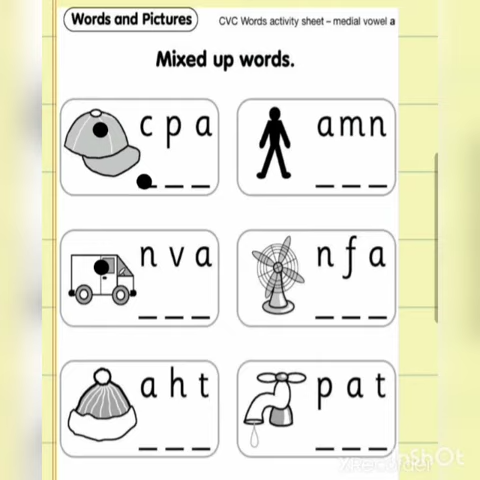 Words and Pictures CVC Words activity sheet – medial vowel a
Mixed up words.
c p a
a m n
n v a
n f a
a h t
p a t